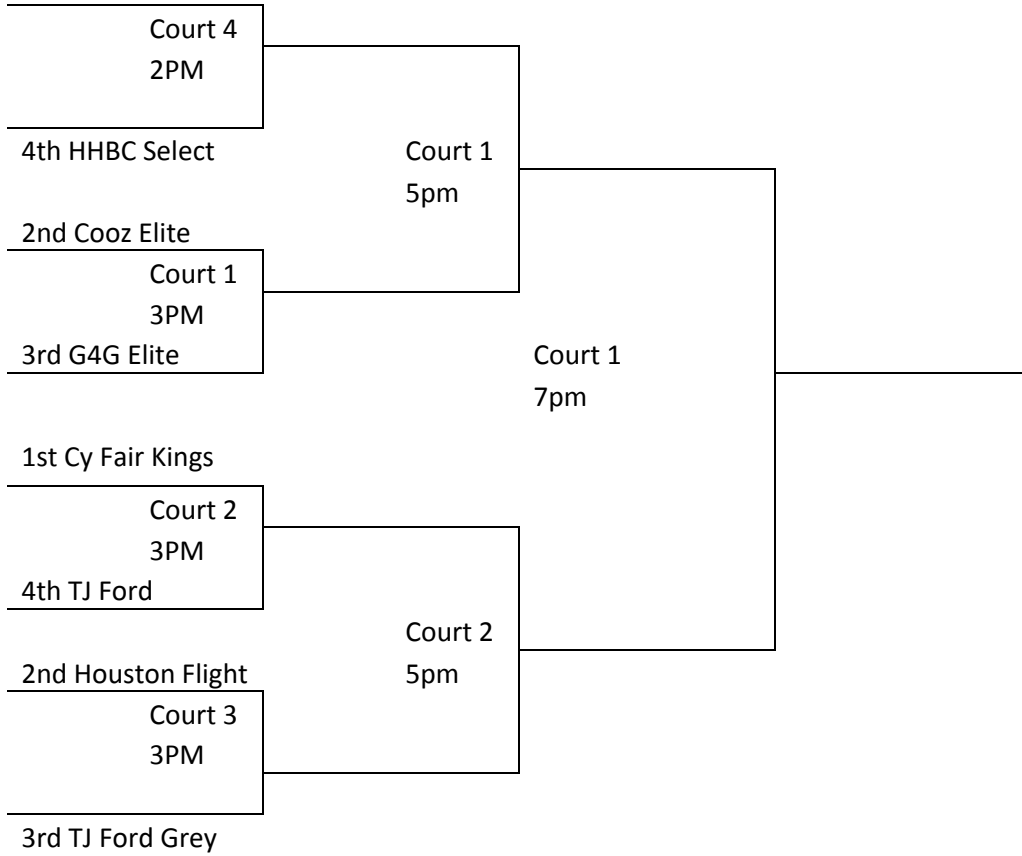 Court 4
2PM
4th HHBC Select
Court 1
5pm
2nd Cooz Elite
Court 1
3PM
3rd G4G Elite
Court 1
7pm
1st Cy Fair Kings
Court 2
3PM
4th TJ Ford
Court 2
5pm
2nd Houston Flight
Court 3
3PM
3rd TJ Ford Grey